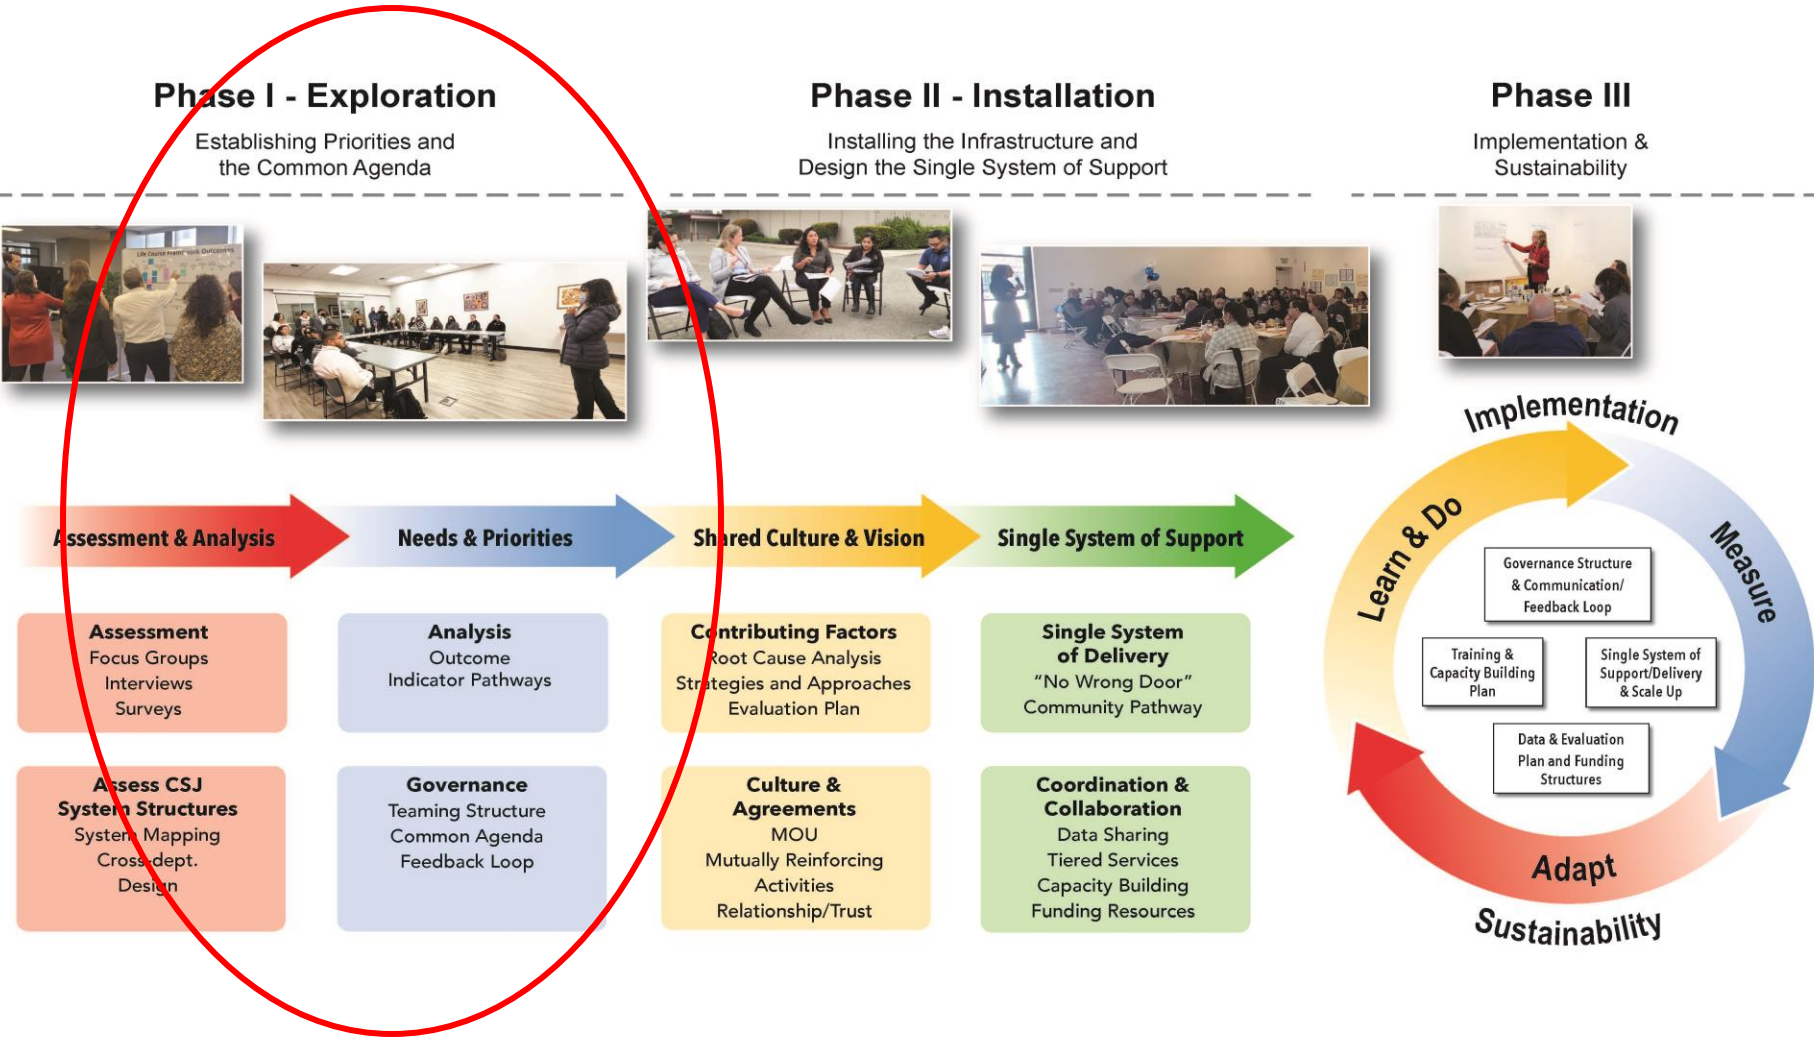 Phase I - Exploration
Establishing Priorities and
the Common Agenda
Phase II - Installation
Installing the Infrastructure and
Design the Single System of Support
Phase III
Implementation &
Sustainability
Life Course Framework Outcomes
Assessment & Analysis
Needs & Priorities
Shared Culture & Vision
Single System of Support
Assessment
Focus Groups
Interviews
Surveys
Analysis
Outcome
Indicator Pathways
Contributing Factors
Root Cause Analysis
Strategies and Approaches
Evaluation Plan
Single System
of Delivery
“No Wrong Door”
Community Pathway
Assess CSJ
System Structures
System Mapping
Cross-dept.
Design
Governance
Teaming Structure
Common Agenda
Feedback Loop
Culture &
Agreements
MOU
Mutually Reinforcing
Activities
Relationship/Trust
Coordination &
Collaboration
Data Sharing
Tiered Services
Capacity Building
Funding Resources
Implementation
Learn & Do
Measure
Adapt
Sustainability
Governance Structure
& Communication/
Feedback Loop
Training &
Capacity Building
Plan
Single System of
Support/Delivery
& Scale Up
Data & Evaluation
Plan and Funding
Structures